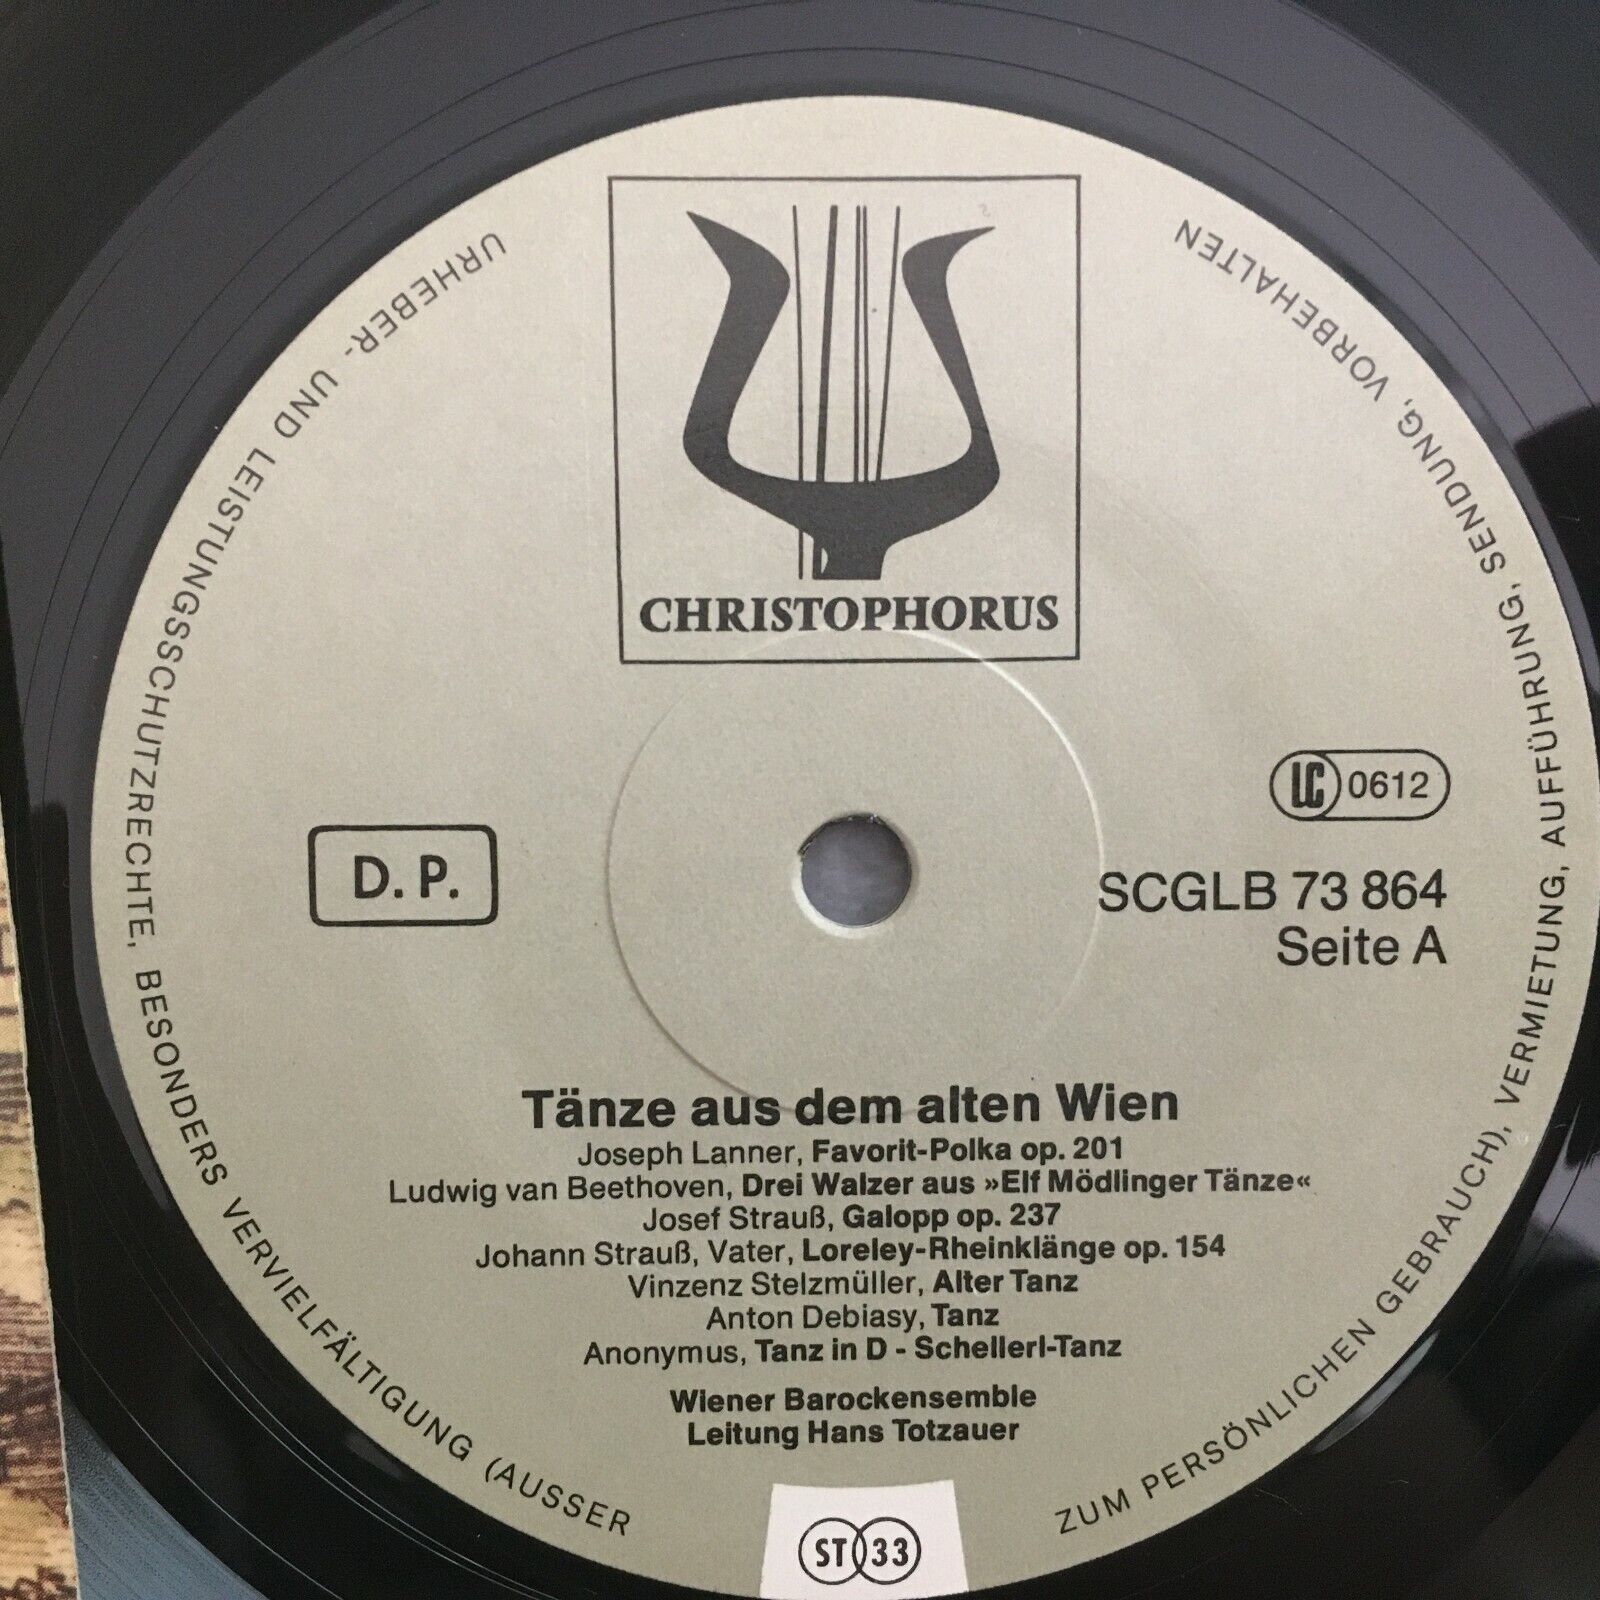 CHRISTOPHORUS
LC 0612
D. P.
SCGLB 73 864
Seite A
Tänze aus dem alten Wien
Joseph Lanner, Favorit-Polka op. 201
Ludwig van Beethoven, Drei Walzer aus »Elf Mödlinger Tänze«
Josef Strauß, Galopp op. 237
Johann Strauß, Vater, Loreley-Rheinklänge op. 154
Vinzenz Stelzmüller, Alter Tanz
Anton Debiasy, Tanz
Anonymus, Tanz in D - Schellerl-Tanz
Wiener Barockensemble
Leitung Hans Totzauer
ST 33
URHEBER- UND LEISTUNGSSCHUTZRECHTE, BESONDERS VERVIELFÄLTIGUNG (AUSSER ZUM PERSÖNLICHEN GEBRAUCH), VERMIETUNG, AUFFÜHRUNG, SENDUNG, VORBEHALTEN